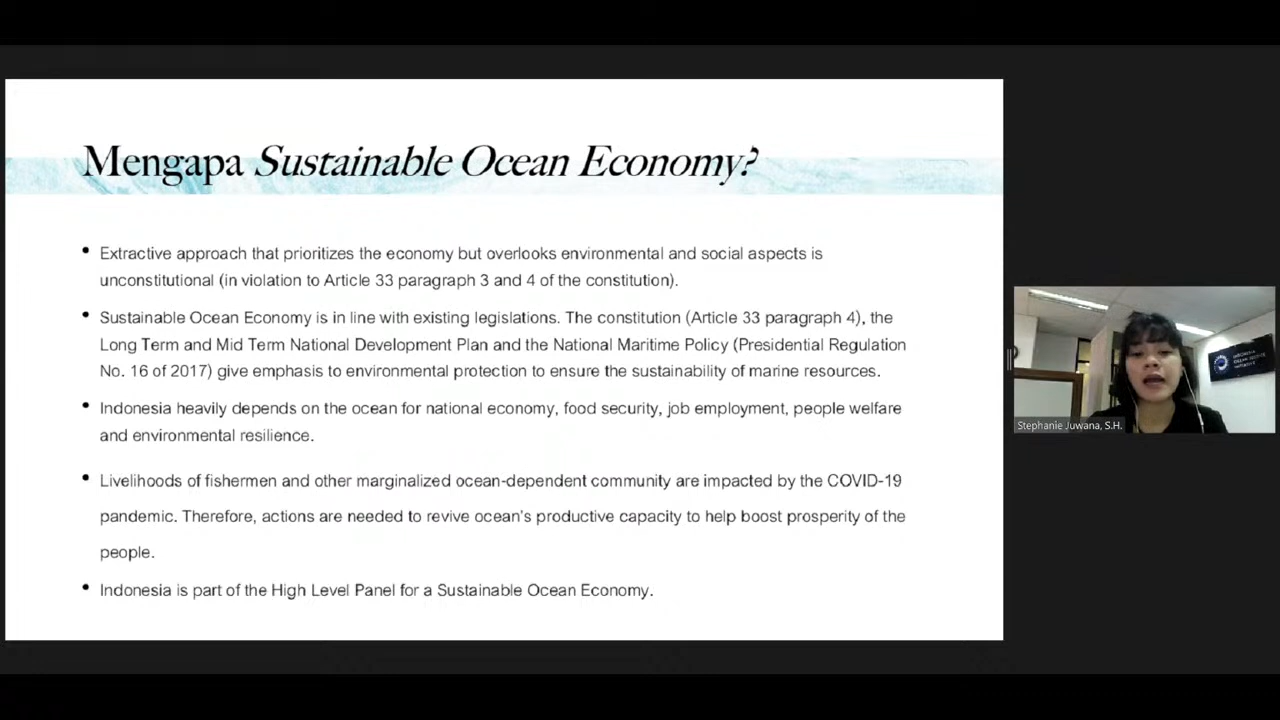 Mengapa Sustainable Ocean Economy?
• Extractive approach that prioritizes the economy but overlooks environmental and social aspects is
unconstitutional (in violation to Article 33 paragraph 3 and 4 of the constitution).
• Sustainable Ocean Economy is in line with existing legislations. The constitution (Article 33 paragraph 4), the
Long Term and Mid Term National Development Plan and the National Maritime Policy (Presidential Regulation
No. 16 of 2017) give emphasis to environmental protection to ensure the sustainability of marine resources.
• Indonesia heavily depends on the ocean for national economy, food security, job employment, people welfare
and environmental resilience.
• Livelihoods of fishermen and other marginalized ocean-dependent community are impacted by the COVID-19
pandemic. Therefore, actions are needed to revive ocean's productive capacity to help boost prosperity of the
people.
• Indonesia is part of the High Level Panel for a Sustainable Ocean Economy.
INDONESIA
OCEAN JUSTICE
INITIATIVE
Stephanie Juwana, S.H.